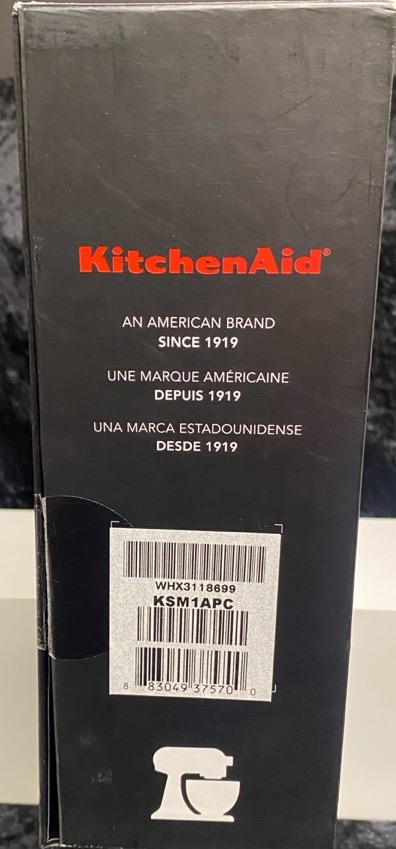 KitchenAid®
AN AMERICAN BRAND
SINCE 1919
UNE MARQUE AMÉRICAINE
DEPUIS 1919
UNA MARCA ESTADOUNIDENSE
DESDE 1919
WHX3118699
KSM1APC
8 83049 37570 0